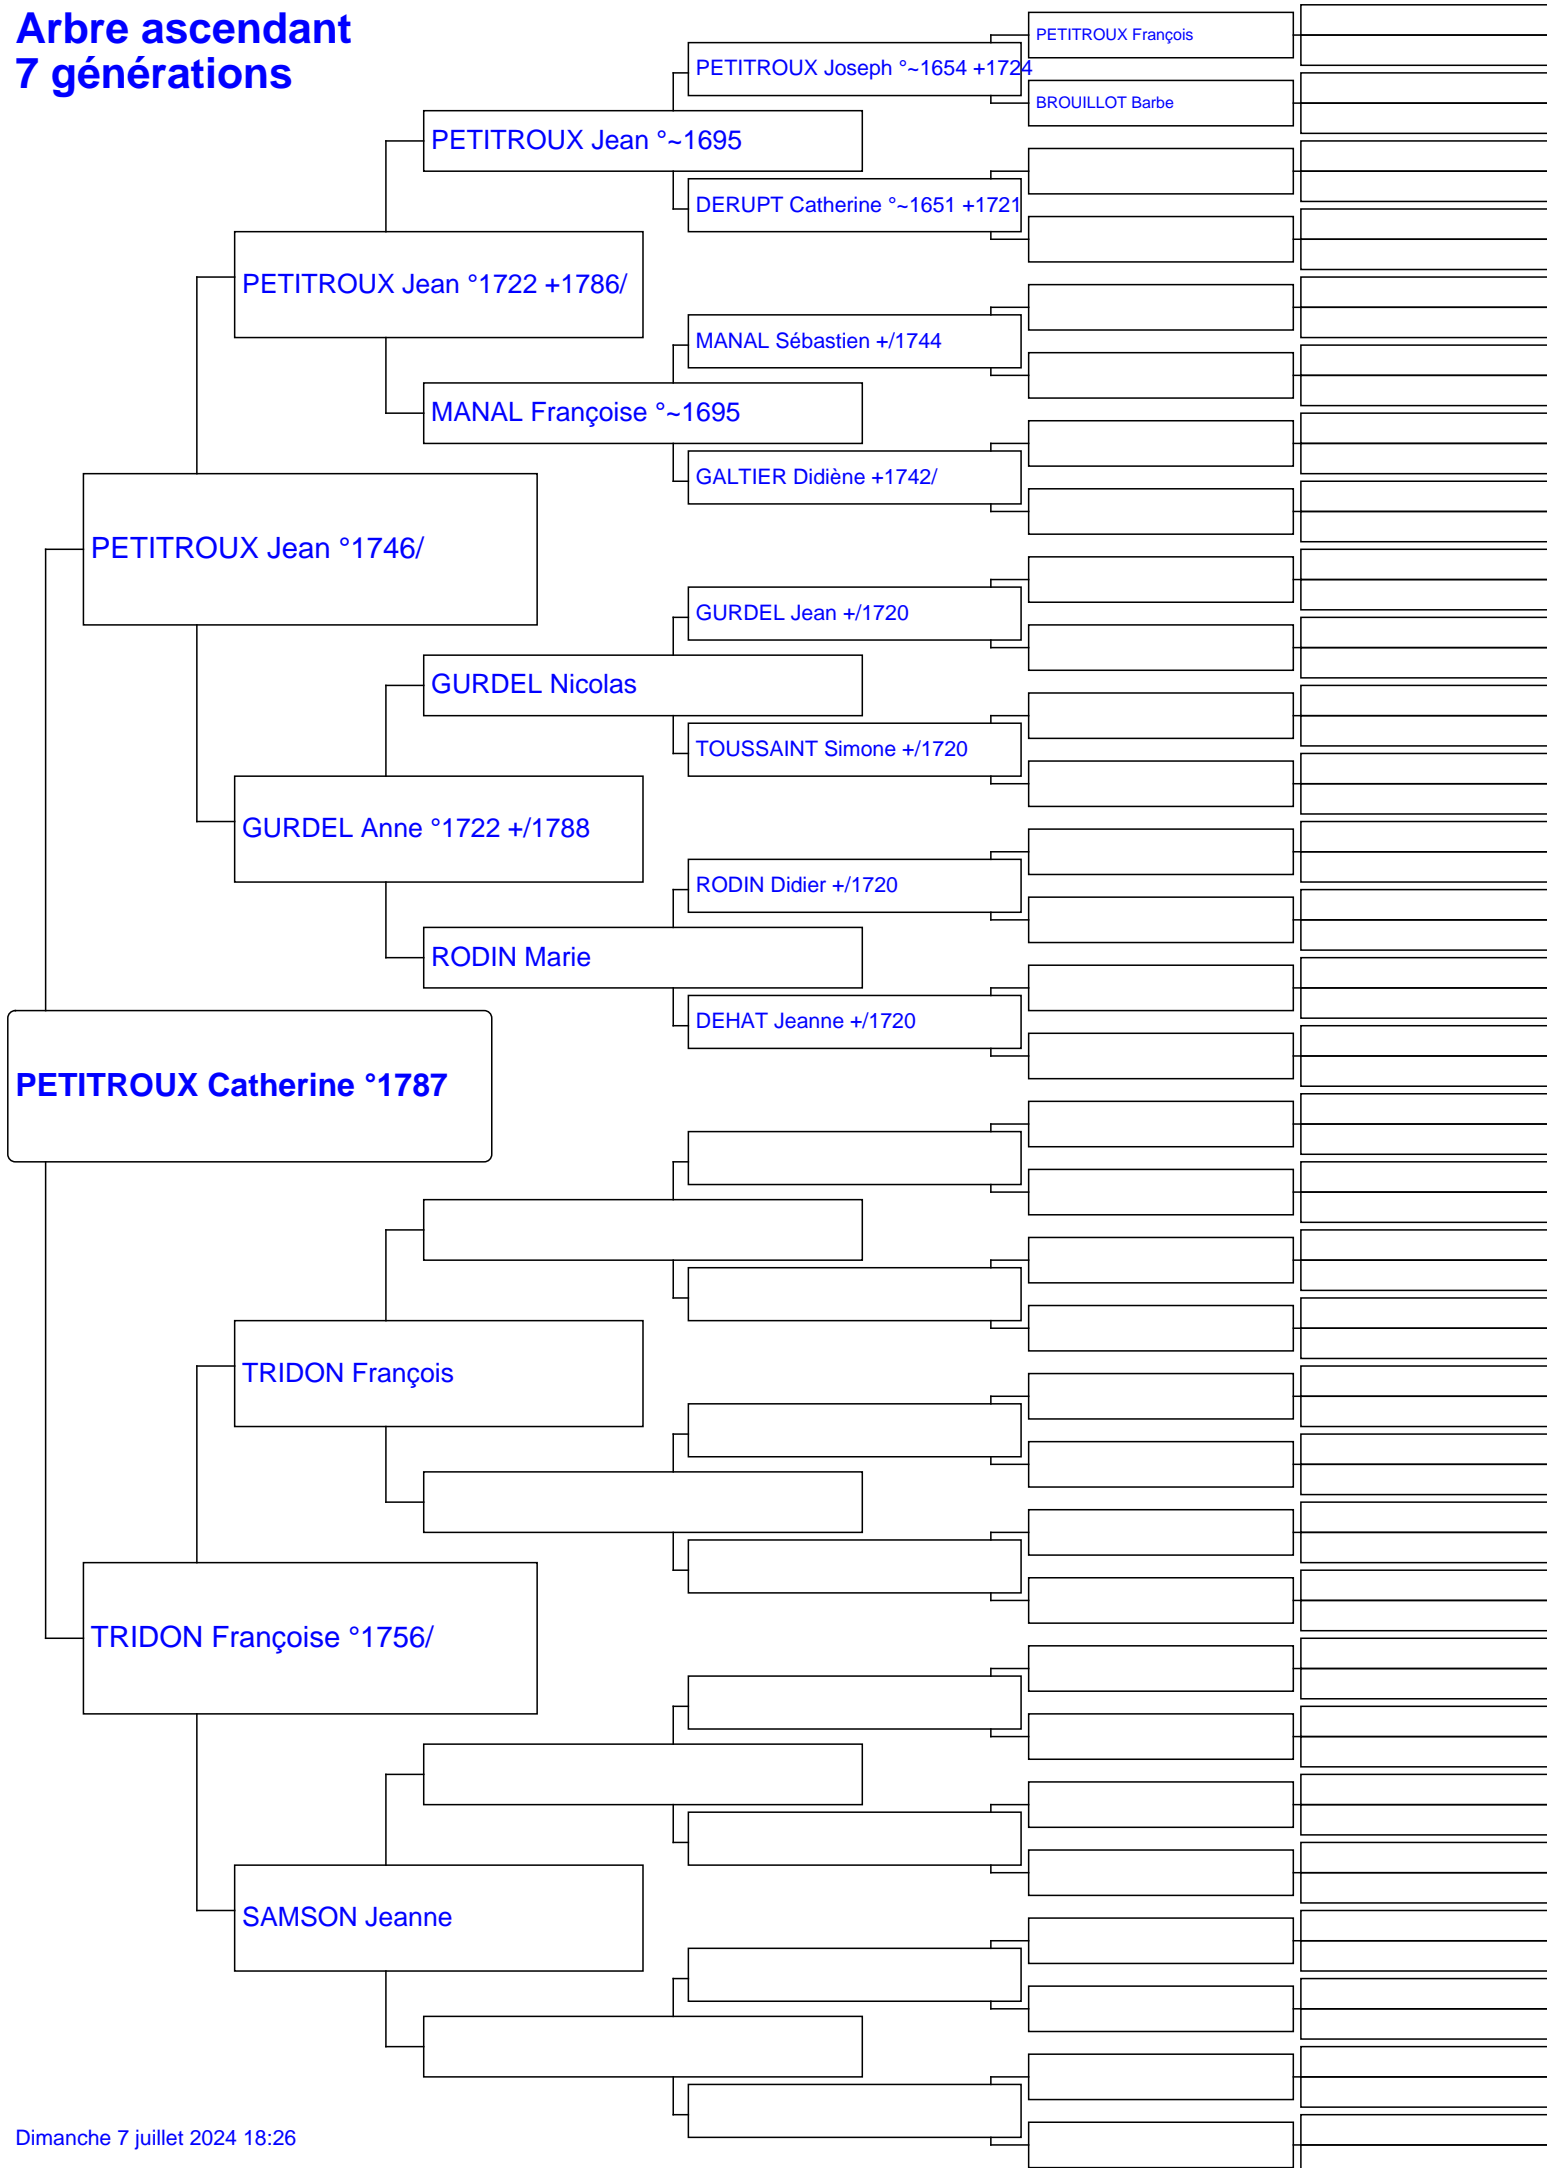 Arbre ascendant
7 générations
PETITROUX François
PETITROUX Joseph °~1654 +1724
BROUILLOT Barbe
PETITROUX Jean °~1695
DERUPT Catherine °~1651 +1721
PETITROUX Jean °1722 +1786/
MANAL Sébastien +/1744
MANAL Françoise °~1695
GALTIER Didiène +1742/
PETITROUX Jean °1746/
GURDEL Jean +/1720
GURDEL Nicolas
TOUSSAINT Simone +/1720
GURDEL Anne °1722 +/1788
RODIN Didier +/1720
RODIN Marie
DEHAT Jeanne +/1720
PETITROUX Catherine °1787
TRIDON François
TRIDON Françoise °1756/
SAMSON Jeanne
Dimanche 7 juillet 2024 18:26